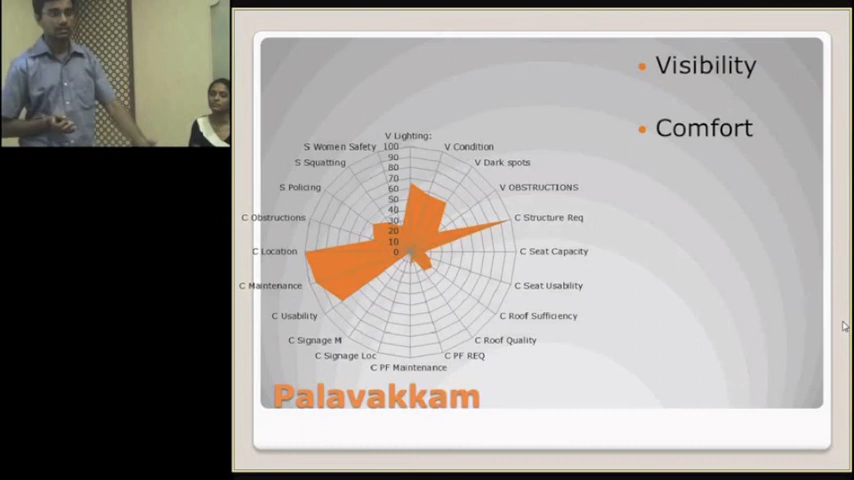 • Visibility
• Comfort
V Lighting:
V Condition
V Dark spots
V OBSTRUCTIONS
C Structure Req
C Seat Capacity
C Seat Usability
C Roof Sufficiency
C Roof Quality
C PF REQ
C PF Maintenance
C Signage Loc
C Signage M
C Usability
C Maintenance
C Location
C Obstructions
S Policing
S Squatting
S Women Safety
100
90
80
70
60
50
40
30
20
10
0
Palavakkam